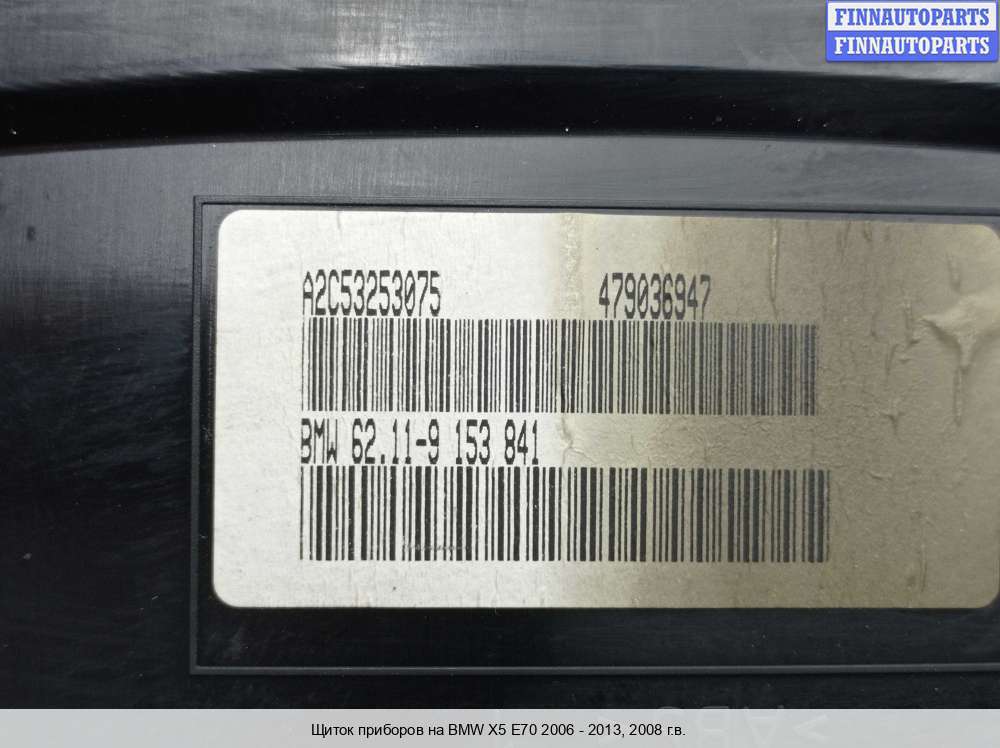 FINNAUTOPARTS
FINNAUTOPARTS
A2C53253075 479036947
BMW 62.11-9 153 841
>ABS
Щиток приборов на BMW X5 E70 2006 - 2013, 2008 г.в.